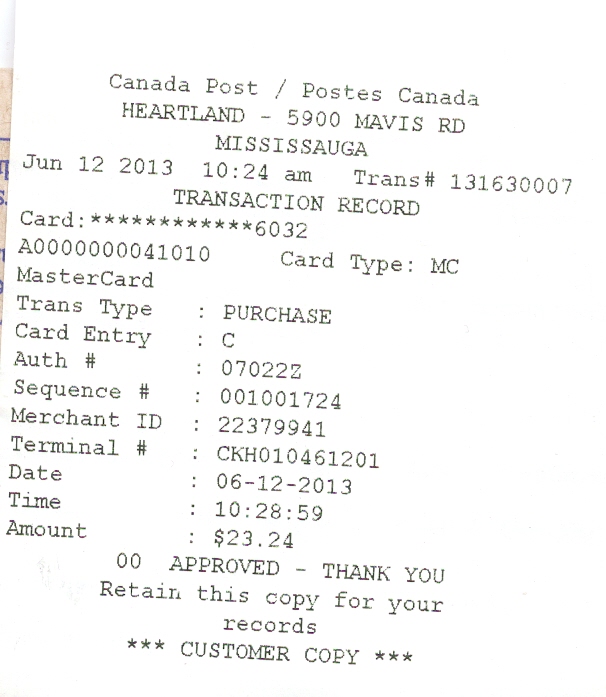 Canada Post / Postes Canada
HEARTLAND - 5900 MAVIS RD
MISSISSAUGA
Jun 12 2013 10:24 am Trans# 131630007
TRANSACTION RECORD
Card:************6032
A0000000041010 Card Type: MC
MasterCard
Trans Type : PURCHASE
Card Entry : C
Auth # : 07022Z
Sequence # : 001001724
Merchant ID : 22379941
Terminal # : CKH010461201
Date : 06-12-2013
Time : 10:28:59
Amount : $23.24
00 APPROVED - THANK YOU
Retain this copy for your
records
*** CUSTOMER COPY ***